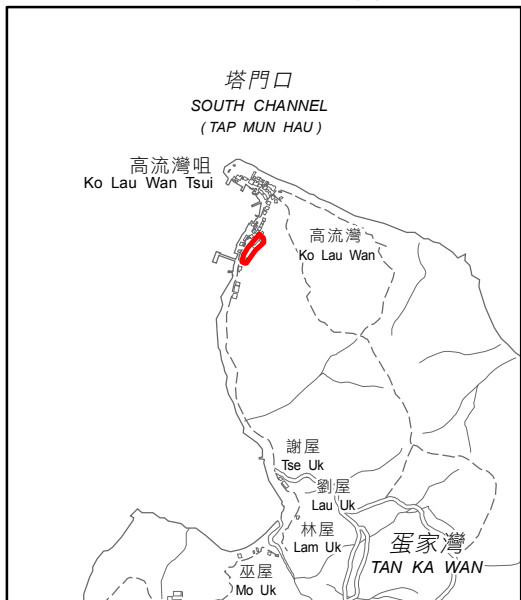 塔門口
SOUTH CHANNEL
( TAP MUN HAU )
高流灣咀
Ko Lau Wan Tsui
高流灣
Ko Lau Wan
謝屋
Tse Uk
劉屋
Lau Uk
林屋
Lam Uk
蛋家灣
TAN KA WAN
巫屋
Mo Uk